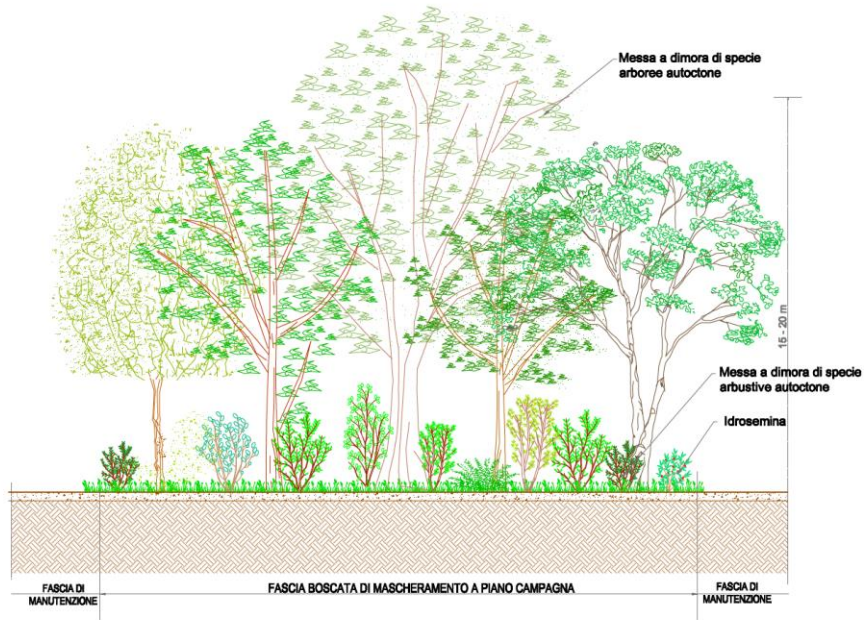 Messa a dimora di specie
arboree autoctone
15 - 20 m
Messa a dimora di specie
arbustive autoctone
Idrosemina
FASCIA DI
MANUTENZIONE
FASCIA BOSCATA DI MASCHERAMENTO A PIANO CAMPAGNA
FASCIA DI
MANUTENZIONE